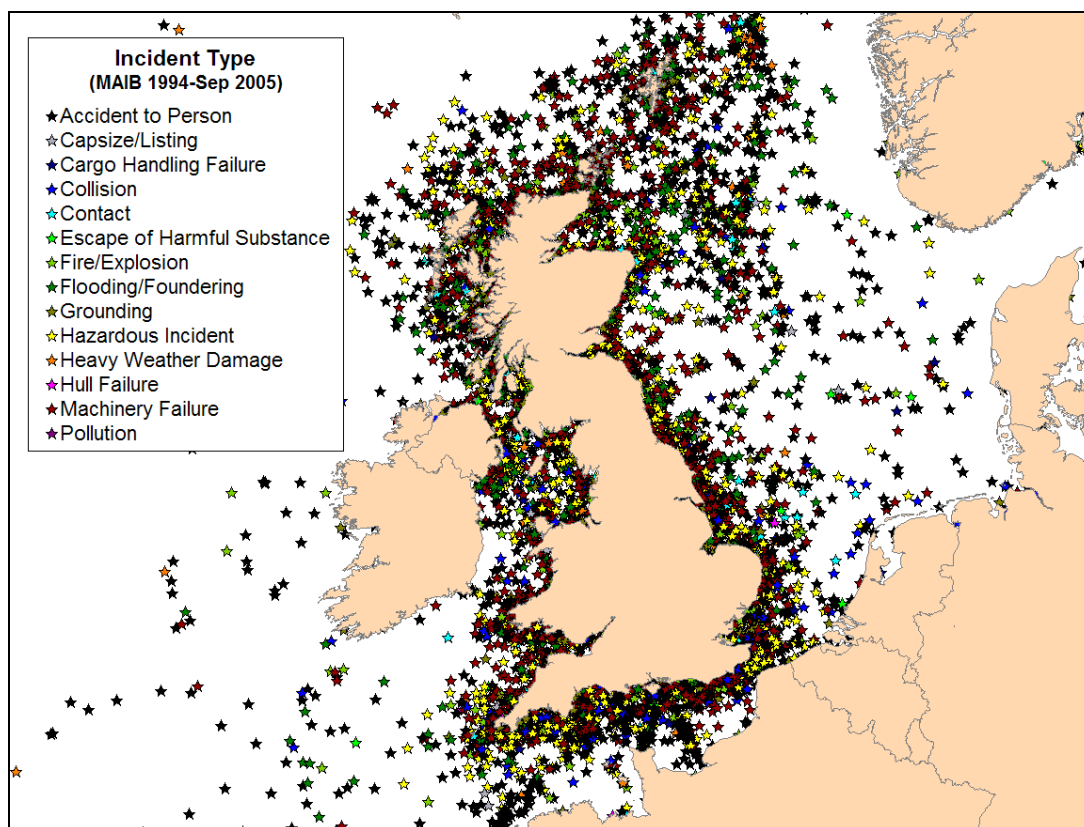 Incident Type
(MAIB 1994-Sep 2005)
Accident to Person
Capsize/Listing
Cargo Handling Failure
Collision
Contact
Escape of Harmful Substance
Fire/Explosion
Flooding/Foundering
Grounding
Hazardous Incident
Heavy Weather Damage
Hull Failure
Machinery Failure
Pollution